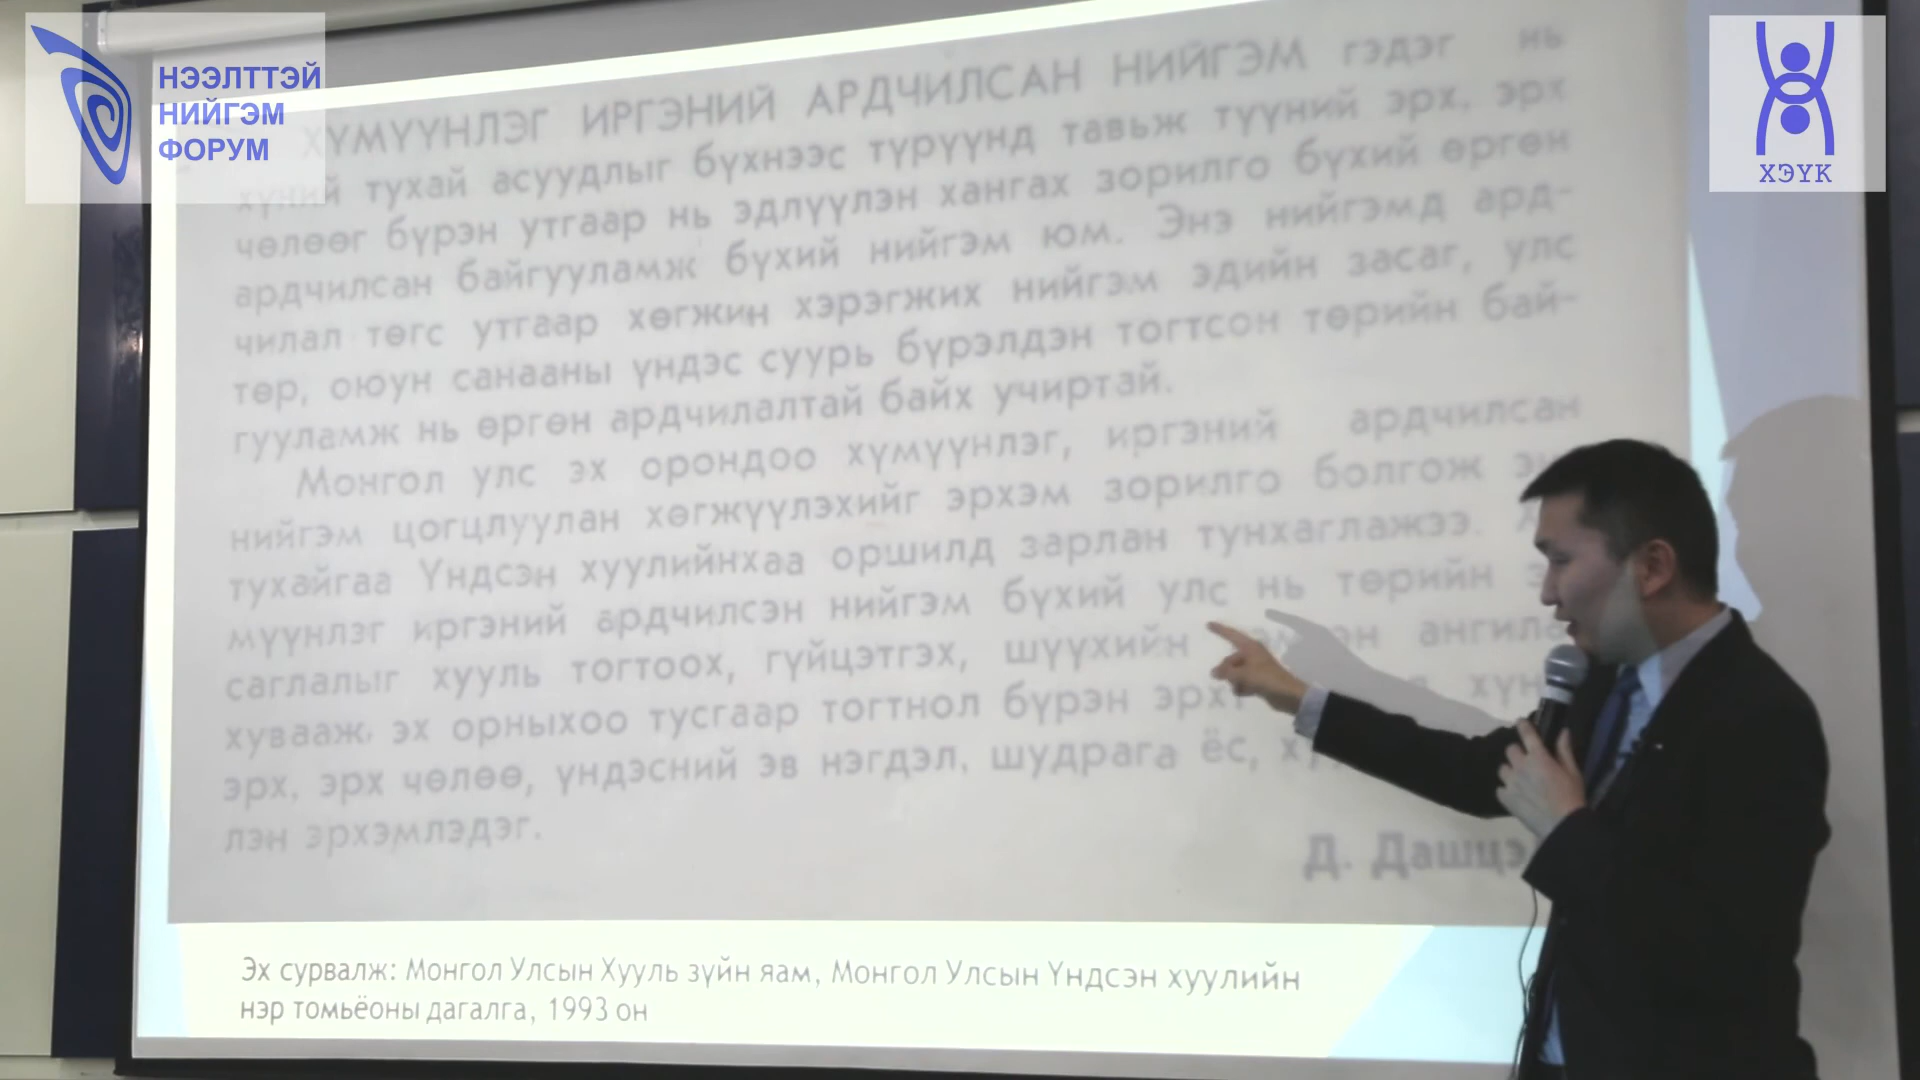 НЭЭЛТТЭЙ
НИЙГЭМ
ФОРУМ
ХЭҮК
ХҮМҮҮНЛЭГ ИРГЭНИЙ АРДЧИЛСАН НИЙГЭМ гэдэг нь
хүний тухай асуудлыг бүхнээс түрүүнд тавьж түүний эрх, эрх
чөлөөг бүрэн утгаар нь эдлүүлэн хангах зорилго бүхий өргөн
ардчилсан байгууламж бүхий нийгэм юм. Энэ нийгэмд ард-
чилал төгс утгаар хөгжин хэрэгжих нийгэм эдийн засаг, улс
төр, оюун санааны үндэс суурь бүрэлдэн тогтсон төрийн бай-
гууламж нь өргөн ардчилалтай байх учиртай.
Монгол улс эх орондоо хүмүүнлэг, иргэний ардчилсан
нийгэм цогцлуулан хөгжүүлэхийг эрхэм зорилго болгож
тухайгаа Үндсэн хуулийнхаа оршилд зарлан тунхаглажээ.
мүүнлэг иргэний ардчилсэн нийгэм бүхий улс нь төрийн
саглалыг хууль тогтоох, гүйцэтгэх, шүүхийн ангила
хувааж, эх орныхоо тусгаар тогтнол бүрэн эрх
эрх, эрх чөлөө, үндэсний эв нэгдэл, шудрага ёс,
лэн эрхэмлэдэг.
Д. Дашцэ
Эх сурвалж: Монгол Улсын Хууль зүйн яам, Монгол Улсын Үндсэн хуулийн
нэр томьёоны дагалга, 1993 он